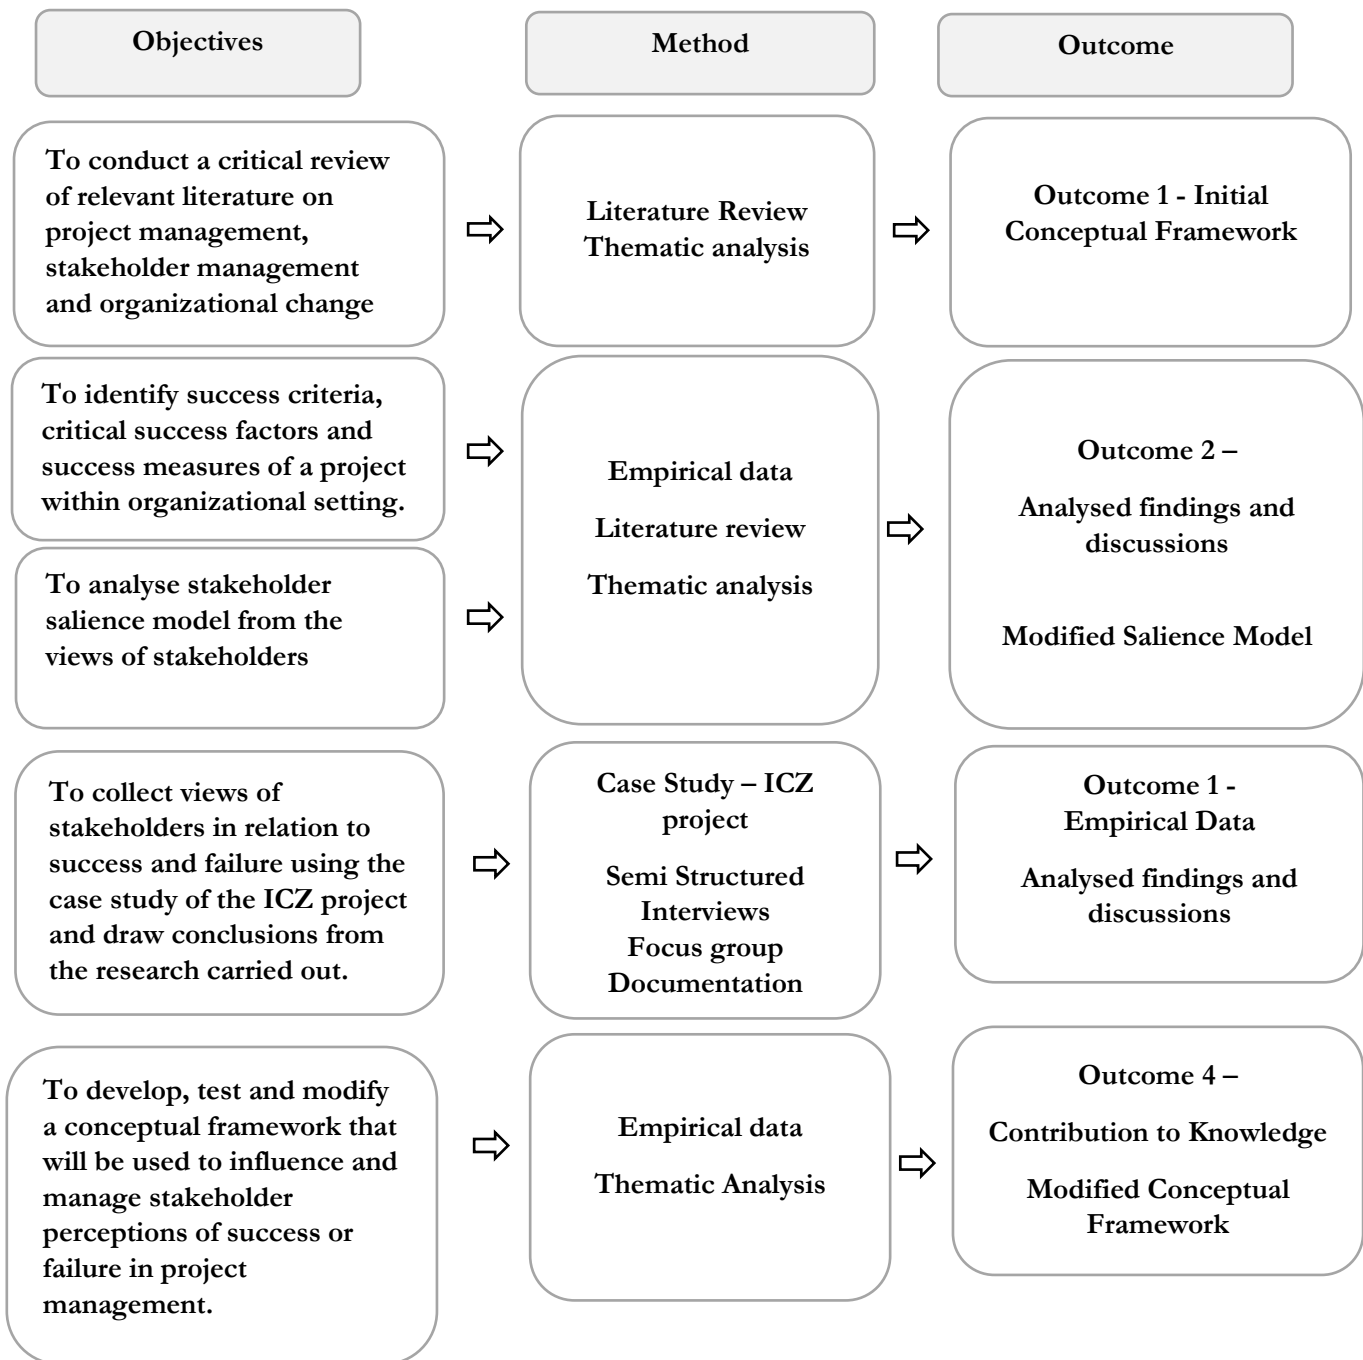 Objectives
Method
Outcome
To conduct a critical review
of relevant literature on
project management,
stakeholder management
and organizational change
Literature Review
Thematic analysis
Outcome 1 - Initial
Conceptual Framework
To identify success criteria,
critical success factors and
success measures of a project
within organizational setting.
To analyse stakeholder
salience model from the
views of stakeholders
Empirical data
Literature review
Thematic analysis
Outcome 2 –
Analysed findings and
discussions
Modified Salience Model
To collect views of
stakeholders in relation to
success and failure using the
case study of the ICZ project
and draw conclusions from
the research carried out.
Case Study – ICZ
project
Semi Structured
Interviews
Focus group
Documentation
Outcome 1 -
Empirical Data
Analysed findings and
discussions
To develop, test and modify
a conceptual framework that
will be used to influence and
manage stakeholder
perceptions of success or
failure in project
management.
Empirical data
Thematic Analysis
Outcome 4 –
Contribution to Knowledge
Modified Conceptual
Framework